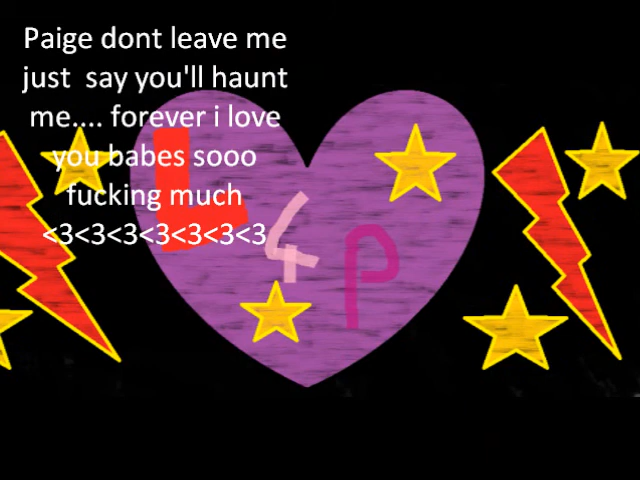 Paige dont leave me
just  say you'll haunt
me.... forever i love
you babes sooo
fucking much
<3<3<3<3<3<3<3
L
4
P